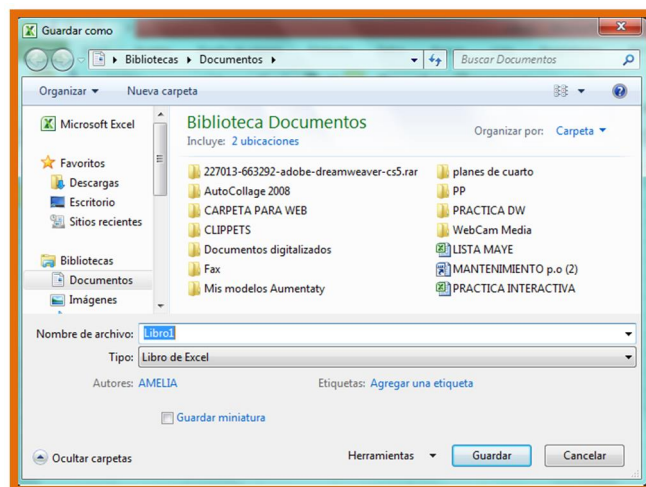 Guardar como
Bibliotecas Documentos Buscar Documentos
Organizar Nueva carpeta
Microsoft Excel
Favoritos
Descargas
Escritorio
Sitios recientes
Bibliotecas
Documentos
Imágenes
Biblioteca Documentos
Incluye: 2 ubicaciones
Organizar por: Carpeta
227013-663292-adobe-dreamweaver-cs5.rar
AutoCollage 2008
CARPETA PARA WEB
CLIPPETS
Documentos digitalizados
Fax
Mis modelos Aumentaty
planes de cuarto
PP
PRACTICA DW
WebCam Media
LISTA MAYE
MANTENIMIENTO p.o (2)
PRACTICA INTERACTIVA
Nombre de archivo: Libro1
Tipo: Libro de Excel
Autores: AMELIA Etiquetas: Agregar una etiqueta
Guardar miniatura
Ocultar carpetas Herramientas Guardar Cancelar